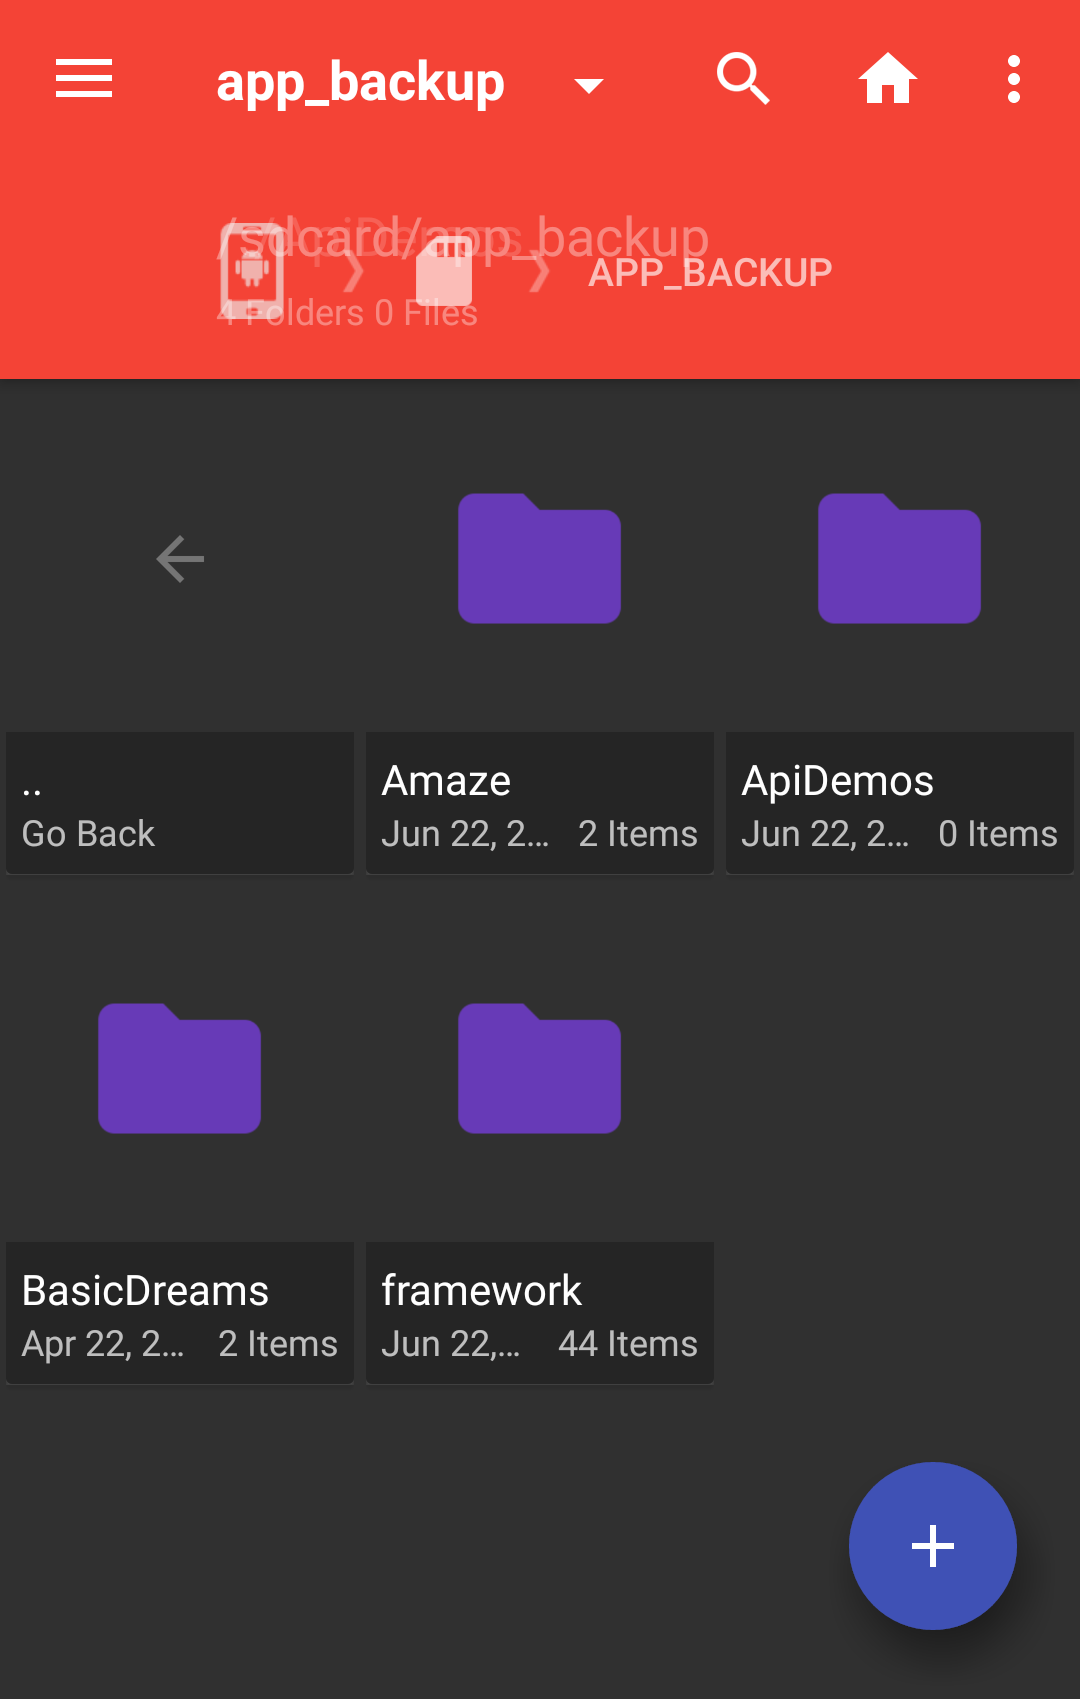 app_backup
/sdcard/app_backup
APP_BACKUP
4 Folders 0 Files
..
Go Back
Amaze
Jun 22, 2... 2 Items
ApiDemos
Jun 22, 2... 0 Items
BasicDreams
Apr 22, 2... 2 Items
framework
Jun 22,... 44 Items